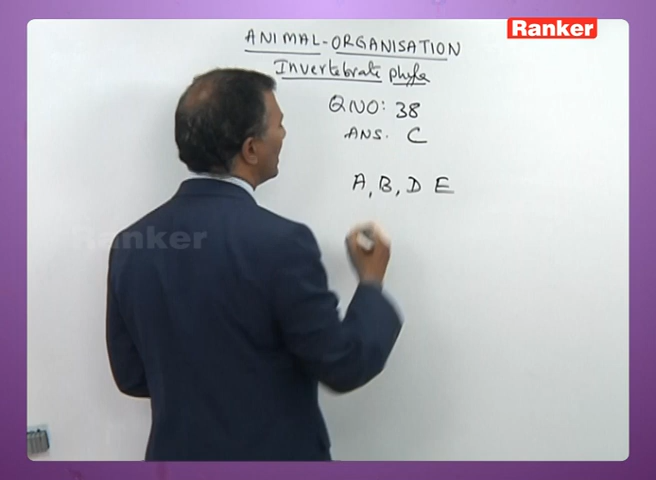 Ranker
ANIMAL-ORGANISATION
Invertebrate phyla
QNO: 38
ANS. C
A, B, D E
Ranker